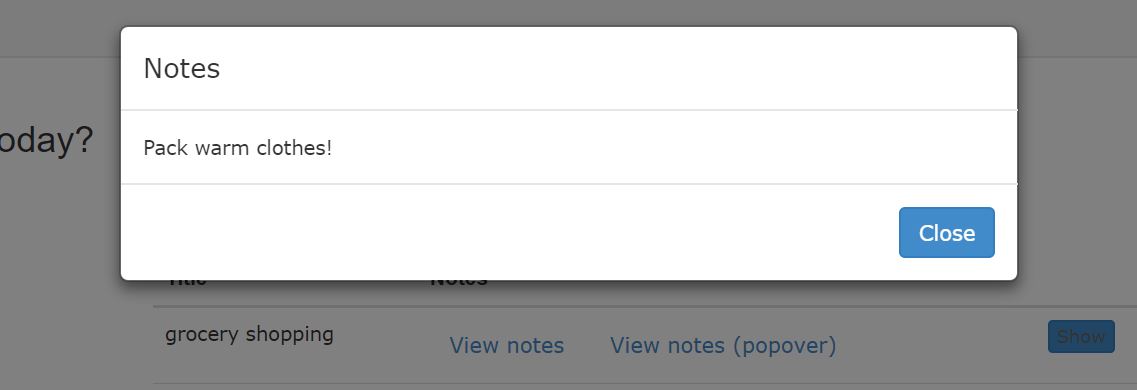 Notes
oday?
Pack warm clothes!
Close
Title Notes
grocery shopping View notes View notes (popover) Show